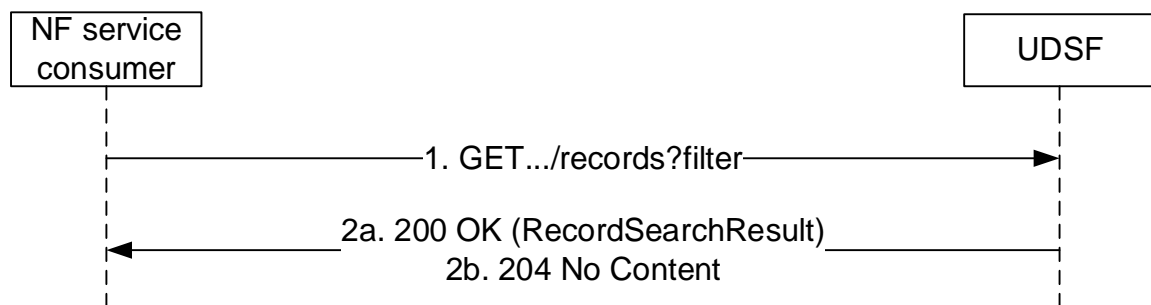 NF service
consumer
UDSF
1. GET.../records?filter
2a. 200 OK (RecordSearchResult)
2b. 204 No Content